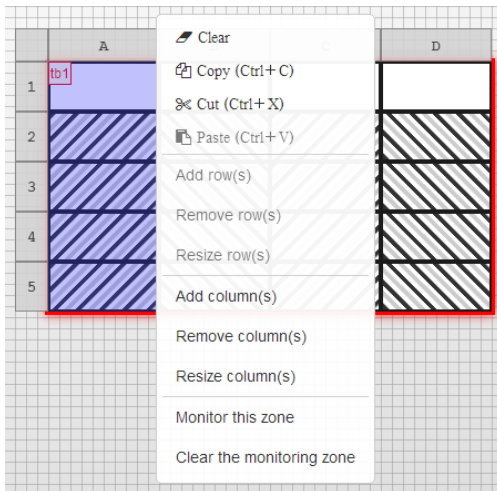 A
C
D
1
tb1
2
3
4
5
Clear
Copy (Ctrl+C)
Cut (Ctrl+X)
Paste (Ctrl+V)
Add row(s)
Remove row(s)
Resize row(s)
Add column(s)
Remove column(s)
Resize column(s)
Monitor this zone
Clear the monitoring zone